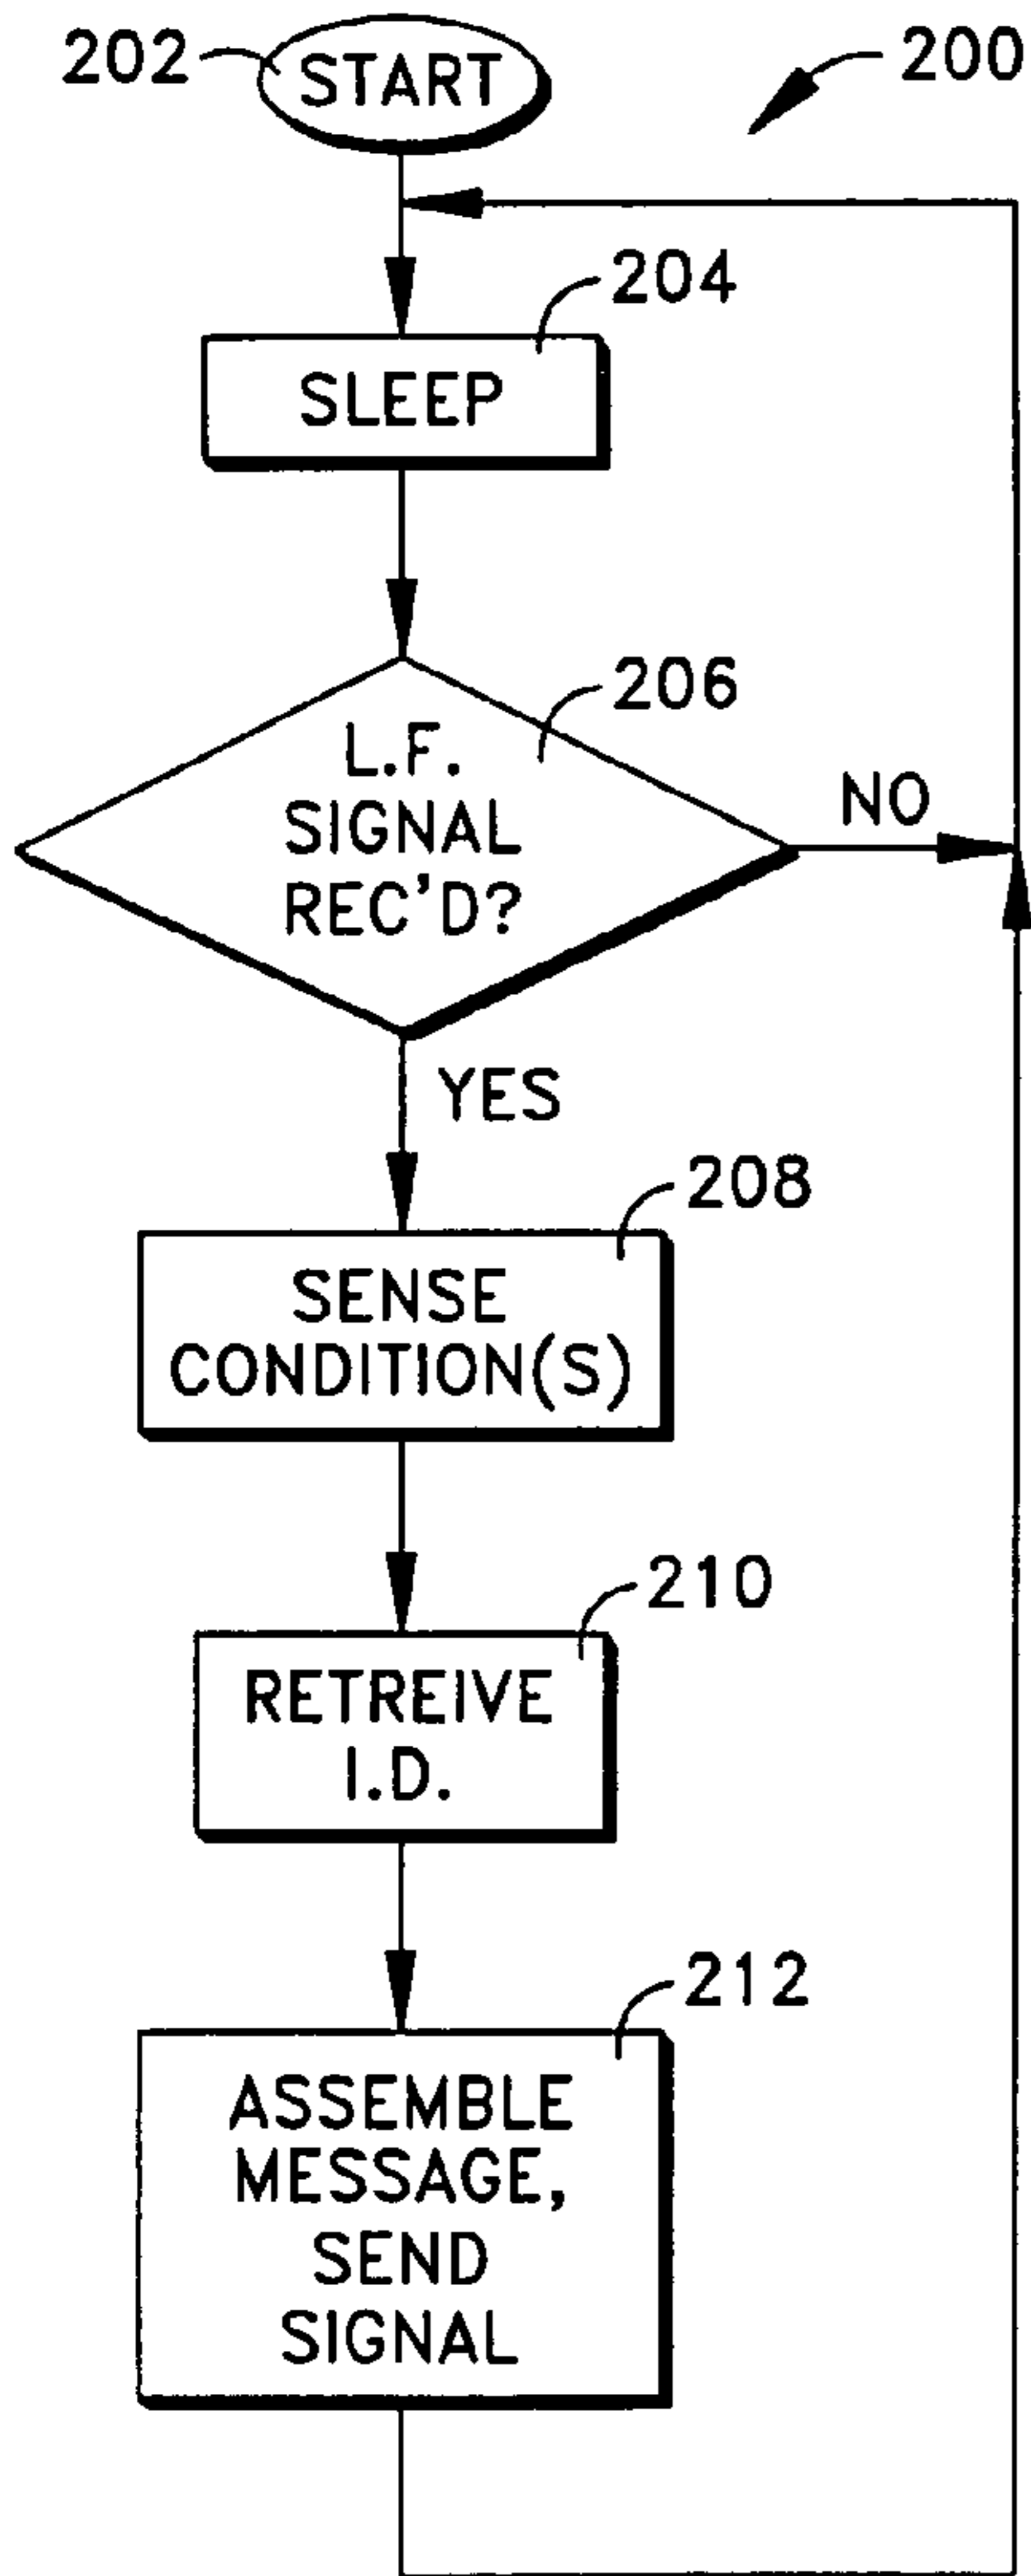 202
START
200
204
SLEEP
206
L.F.
SIGNAL
REC'D?
NO
YES
208
SENSE
CONDITION(S)
210
RETREIVE
I.D.
212
ASSEMBLE
MESSAGE,
SEND
SIGNAL